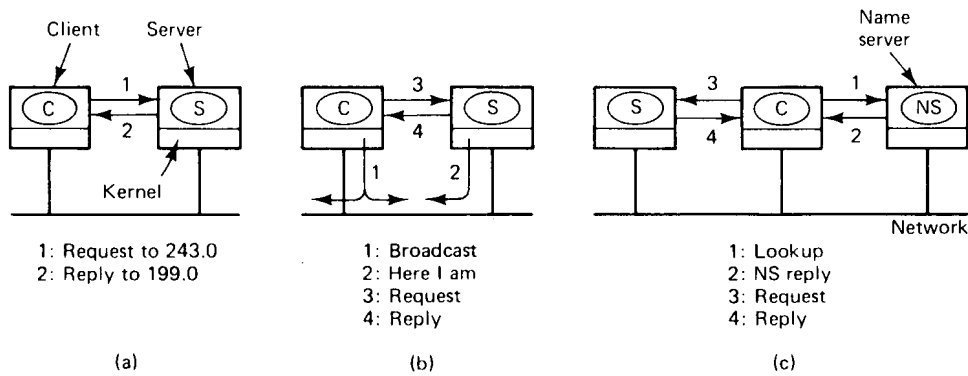 Client
Server
1
C
S
2
Kernel
1: Request to 243.0
2: Reply to 199.0
(a)
3
C
S
4
1
2
1: Broadcast
2: Here I am
3: Request
4: Reply
(b)
Name
server
3
1
S
C
NS
4
2
Network
1: Lookup
2: NS reply
3: Request
4: Reply
(c)